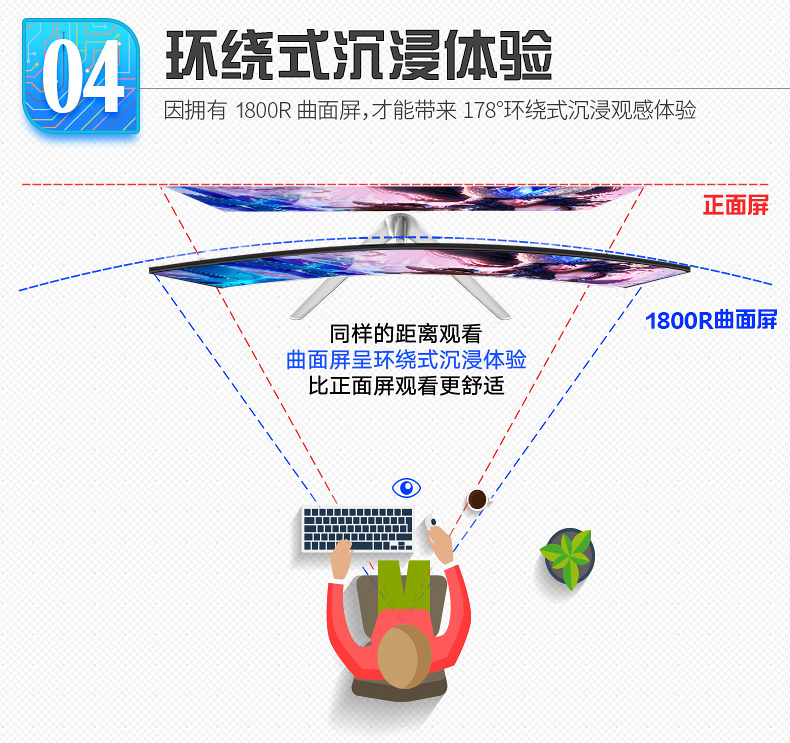 04
环绕式沉浸体验
因拥有 1800R 曲面屏,才能带来 178°环绕式沉浸观感体验
正面屏
1800R曲面屏
同样的距离观看
曲面屏呈环绕式沉浸体验
比正面屏观看更舒适